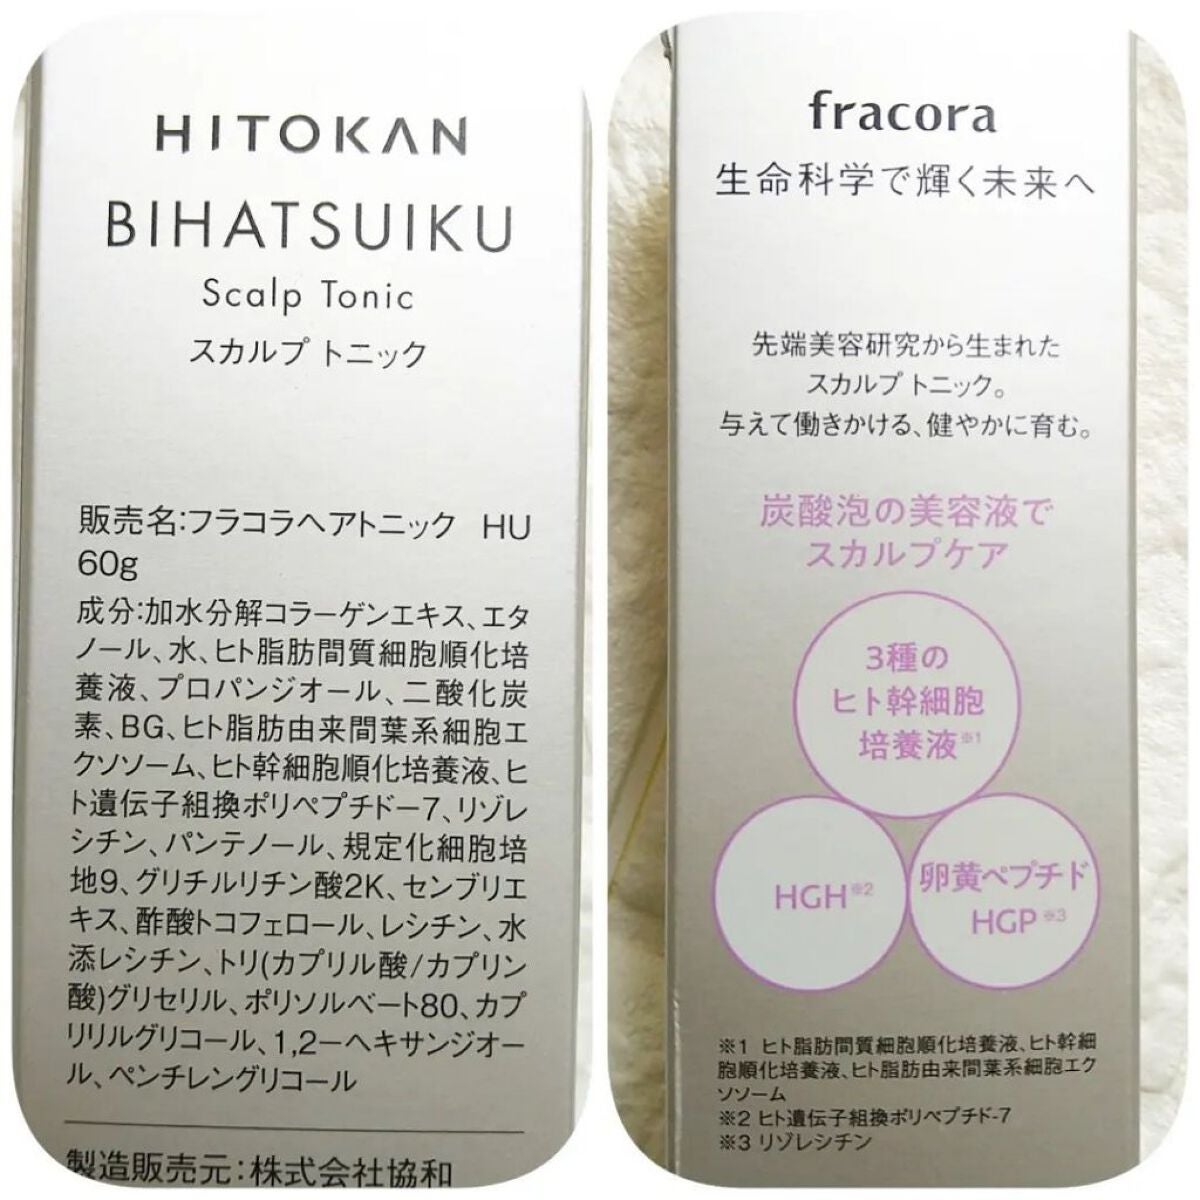 HITOKAN
BIHATSUIKU
Scalp Tonic
スカルプ トニック
販売名:フラコラヘアトニック HU
60g
成分:加水分解コラーゲンエキス、エタ
ノール、水、ヒト脂肪間質細胞順化培
養液、プロパンジオール、二酸化炭
素、BG、ヒト脂肪由来間葉系細胞エ
クソソーム、ヒト幹細胞順化培養液、ヒ
ト遺伝子組換ポリペプチド-7、リゾレ
シチン、パンテノール、規定化細胞培
地9、グリチルリチン酸2K、センブリエ
キス、酢酸トコフェロール、レシチン、水
添レシチン、トリ(カプリル酸/カプリン
酸)グリセリル、ポリソルベート80、カプ
リリルグリコール、1,2-ヘキサンジオー
ル、ペンチレングリコール
製造販売元:株式会社協和
fracora
生命科学で輝く未来へ
先端美容研究から生まれた
スカルプ トニック。
与えて働きかける、健やかに育む。
炭酸泡の美容液で
スカルプケア
3種の
ヒト幹細胞
培養液※1
HGH※2
卵黄ペプチド
HGP※3
※1 ヒト脂肪間質細胞順化培養液、ヒト幹細
胞順化培養液、ヒト脂肪由来間葉系細胞エク
ソソーム
※2 ヒト遺伝子組換ポリペプチド-7
※3 リゾレシチン